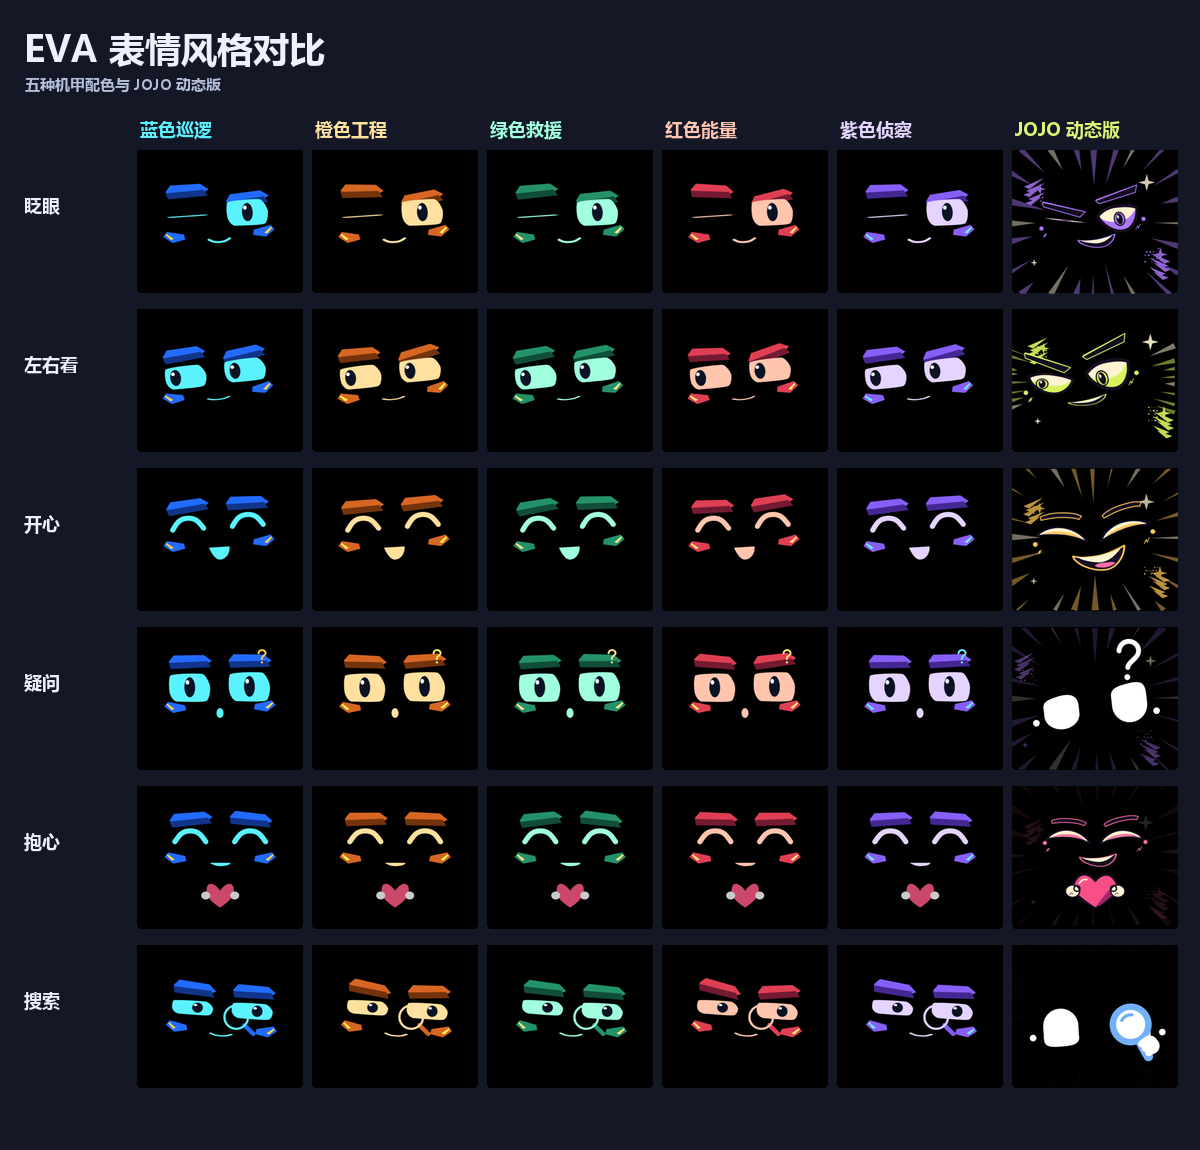 EVA 表情风格对比
五种机甲配色与 JOJO 动态版
蓝色巡逻 橙色工程 绿色救援 红色能量 紫色侦察 JOJO 动态版
眨眼
左右看
开心
疑问
? ? ? ? ? ?
抱心
搜索